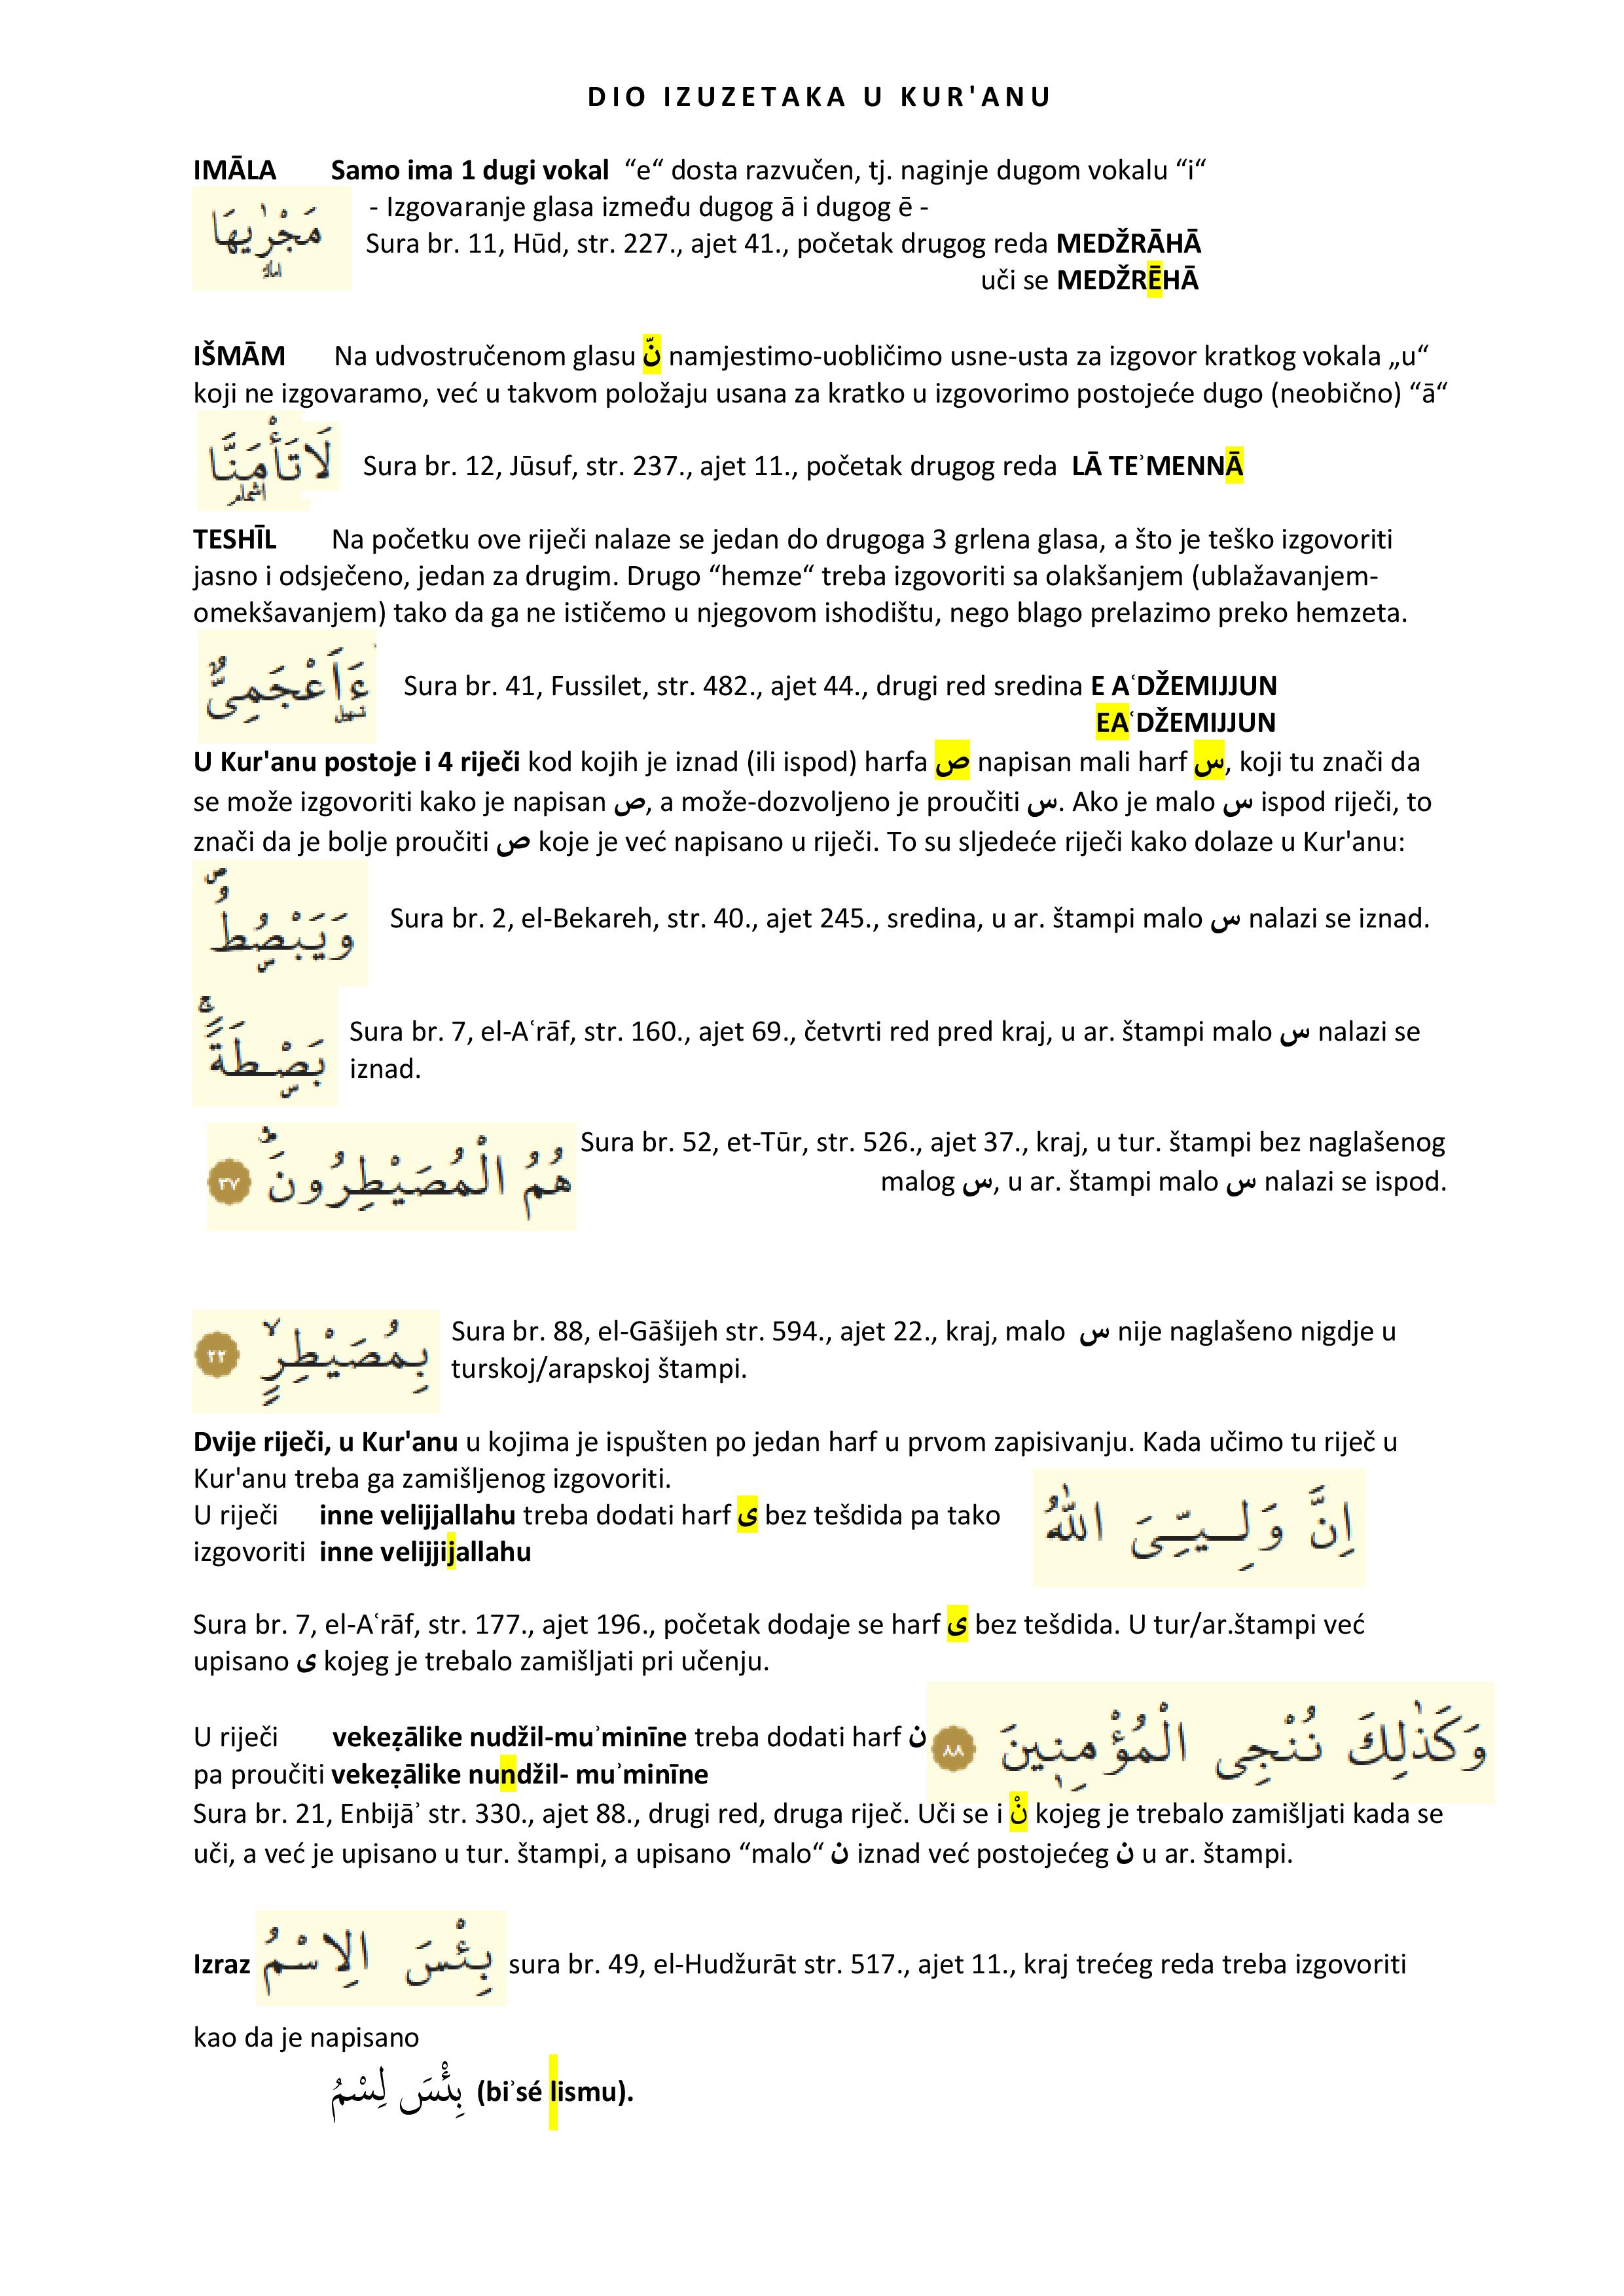 DIO IZUZETAKA U KUR'ANU
IMĀLA Samo ima 1 dugi vokal “e“ dosta razvučen, tj. naginje dugom vokalu “i“
- Izgovaranje glasa između dugog ā i dugog ē -
مَجْرٰۭيهَا
امالہ
Sura br. 11, Hūd, str. 227., ajet 41., početak drugog reda MEDŽRĀHĀ
uči se MEDŽRĒHĀ
IŠMĀM Na udvostručenom glasu نّ namjestimo-uobličimo usne-usta za izgovor kratkog vokala „u“
koji ne izgovaramo, već u takvom položaju usana za kratko u izgovorimo postojeće dugo (neobično) “ā“
لَاتَأْمَنَّا
اشمام
Sura br. 12, Jūsuf, str. 237., ajet 11., početak drugog reda LĀ TEʾMENNĀ
TESHĪL Na početku ove riječi nalaze se jedan do drugoga 3 grlena glasa, a što je teško izgovoriti
jasno i odsječeno, jedan za drugim. Drugo “hemze“ treba izgovoriti sa olakšanjem (ublažavanjem-
omekšavanjem) tako da ga ne ističemo u njegovom ishodištu, nego blago prelazimo preko hemzeta.
ءَاَعْجَمِىٌّ
تسهيل
Sura br. 41, Fussilet, str. 482., ajet 44., drugi red sredina E AʿDŽEMIJJUN
EAʿDŽEMIJJUN
U Kur'anu postoje i 4 riječi kod kojih je iznad (ili ispod) harfa ص napisan mali harf س, koji tu znači da
se može izgovoriti kako je napisan ص, a može-dozvoljeno je proučiti س. Ako je malo س ispod riječi, to
znači da je bolje proučiti ص koje je već napisano u riječi. To su sljedeće riječi kako dolaze u Kur'anu:
وَيَبْصُۣطُۖ
Sura br. 2, el-Bekareh, str. 40., ajet 245., sredina, u ar. štampi malo س nalazi se iznad.
بَصْۣطَةًۚ
Sura br. 7, el-Aʿrāf, str. 160., ajet 69., četvrti red pred kraj, u ar. štampi malo س nalazi se
iznad.
هُمُ الْمُصَيْطِرُونَۜ ٣٧
Sura br. 52, et-Tūr, str. 526., ajet 37., kraj, u tur. štampi bez naglašenog
malog س, u ar. štampi malo س nalazi se ispod.
بِمُصَيْطِرٍۙ ٢٢
Sura br. 88, el-Gāšijeh str. 594., ajet 22., kraj, malo س nije naglašeno nigdje u
turskoj/arapskoj štampi.
Dvije riječi, u Kur'anu u kojima je ispušten po jedan harf u prvom zapisivanju. Kada učimo tu riječ u
Kur'anu treba ga zamišljenog izgovoriti.
U riječi inne velijjallahu treba dodati harf ى bez tešdida pa tako
izgovoriti inne velijjijallahu
اِنَّ وَلِـيِّـىَ اللّٰهُ
Sura br. 7, el-Aʿrāf, str. 177., ajet 196., početak dodaje se harf ى bez tešdida. U tur/ar.štampi već
upisano ى kojeg je trebalo zamišljati pri učenju.
U riječi vekeẓālike nudžil-muʾminīne treba dodati harf ن
وَكَذٰلِكَ نُنْجِى الْمُؤْمِنٖينَ ٨٨
pa proučiti vekeẓālike nundžil- muʾminīne
Sura br. 21, Enbijāʾ str. 330., ajet 88., drugi red, druga riječ. Uči se i نْ kojeg je trebalo zamišljati kada se
uči, a već je upisano u tur. štampi, a upisano “malo“ ن iznad već postojećeg ن u ar. štampi.
Izraz بِئْسَ الِاسْمُ sura br. 49, el-Hudžurāt str. 517., ajet 11., kraj trećeg reda treba izgovoriti
kao da je napisano
بِئْسَ لِسْمُ (biʾsé lismu).